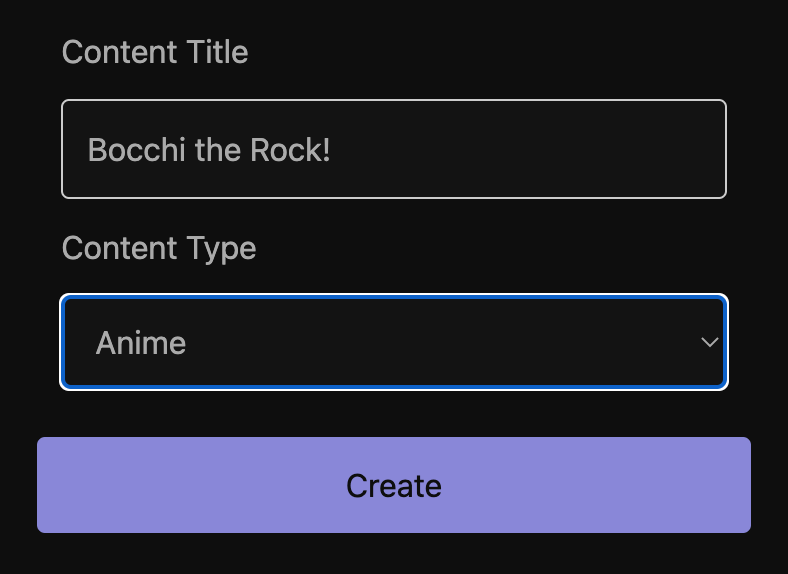 Content Title
Bocchi the Rock!
Content Type
Anime
Create